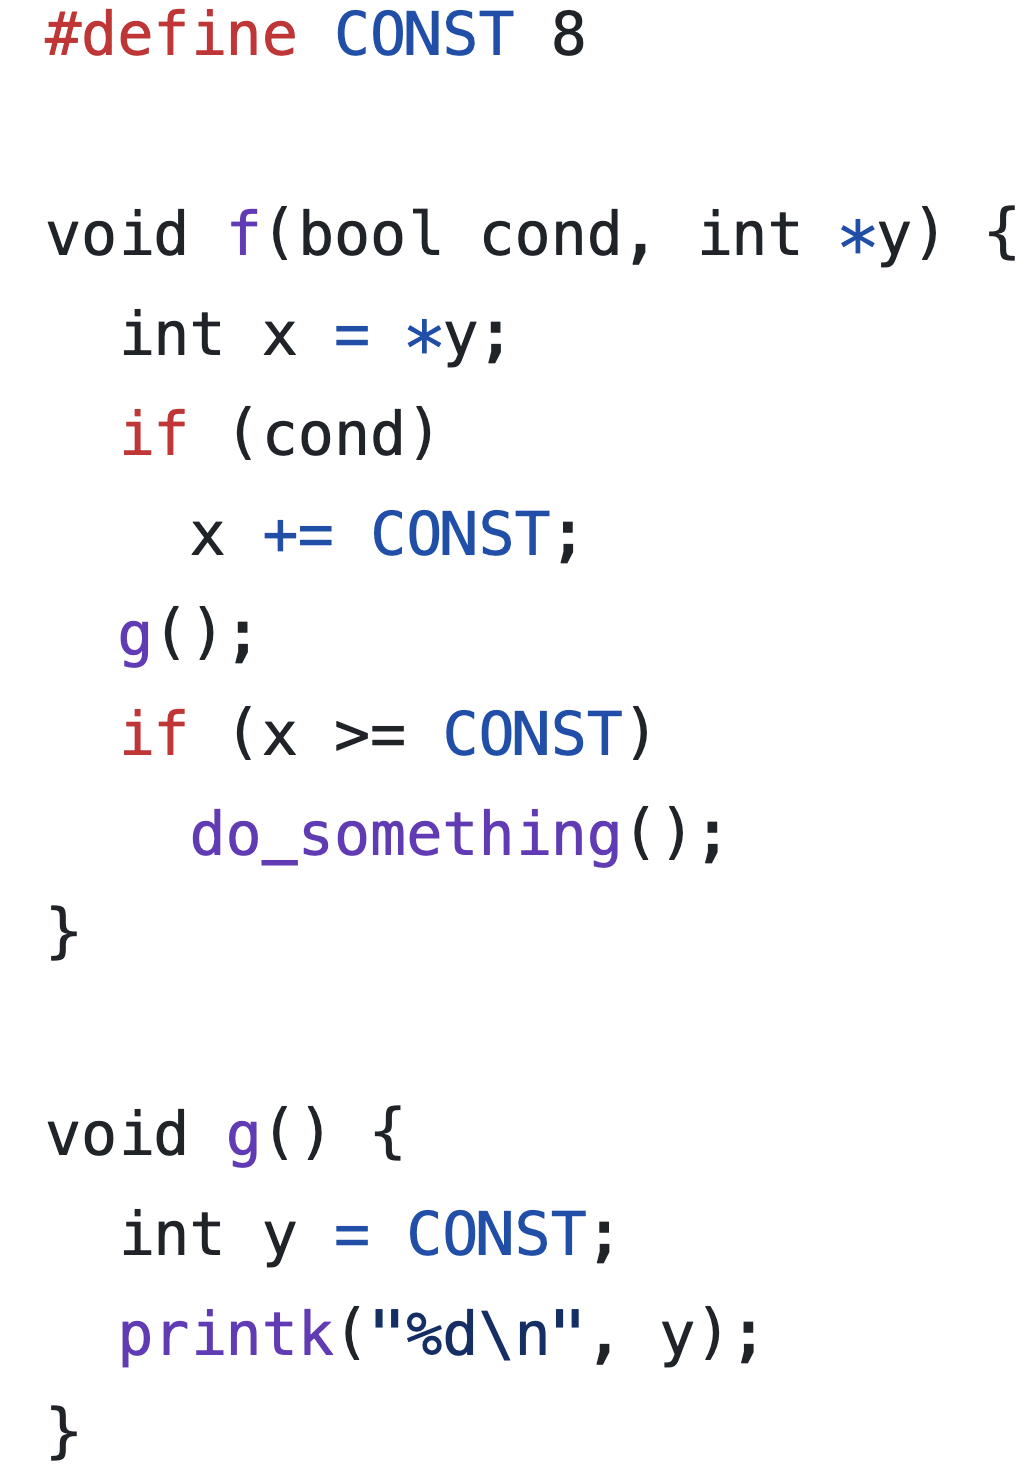 #define CONST 8
void f(bool cond, int *y) {
  int x = *y;
  if (cond)
    x += CONST;
  g();
  if (x >= CONST)
    do_something();
}
void g() {
  int y = CONST;
  printk("%d\n", y);
}